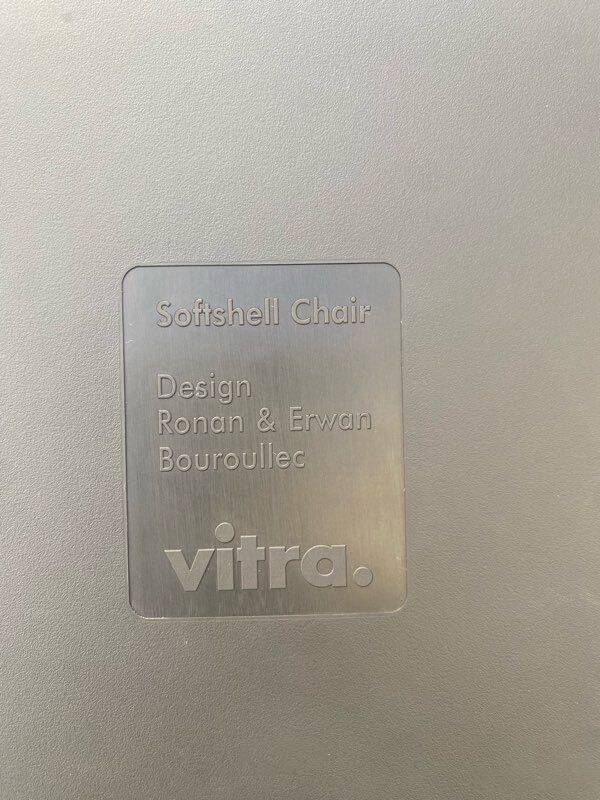 Softshell Chair
Design
Ronan & Erwan
Bouroullec
vitra.